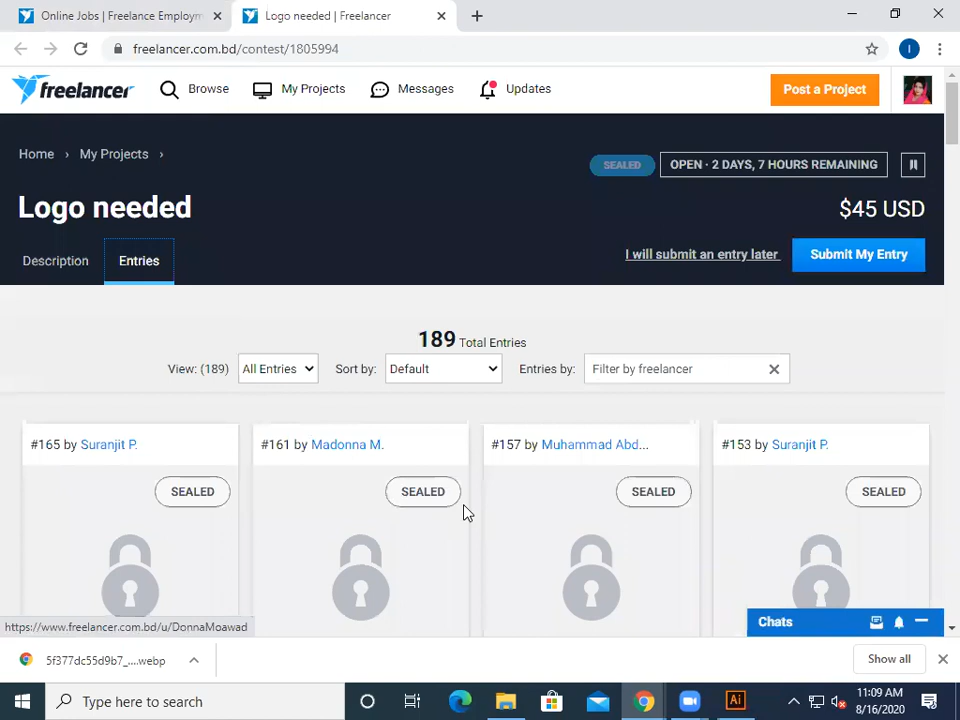 Online Jobs | Freelance Employm
Logo needed | Freelancer
freelancer.com.bd/contest/1805994
I
freelancer
Browse
My Projects
Messages
Updates
Post a Project
Home › My Projects ›
SEALED
OPEN · 2 DAYS, 7 HOURS REMAINING
Logo needed
$45 USD
Description
Entries
I will submit an entry later
Submit My Entry
189 Total Entries
View: (189)
All Entries
Sort by:
Default
Entries by:
Filter by freelancer
#165 by Suranjit P.
#161 by Madonna M.
#157 by Muhammad Abd...
#153 by Suranjit P.
SEALED
SEALED
SEALED
SEALED
Chats
https://www.freelancer.com.bd/u/DonnaMoawad
5f377dc55d9b7_....webp
Show all
Type here to search
Ai
11:09 AM
8/16/2020